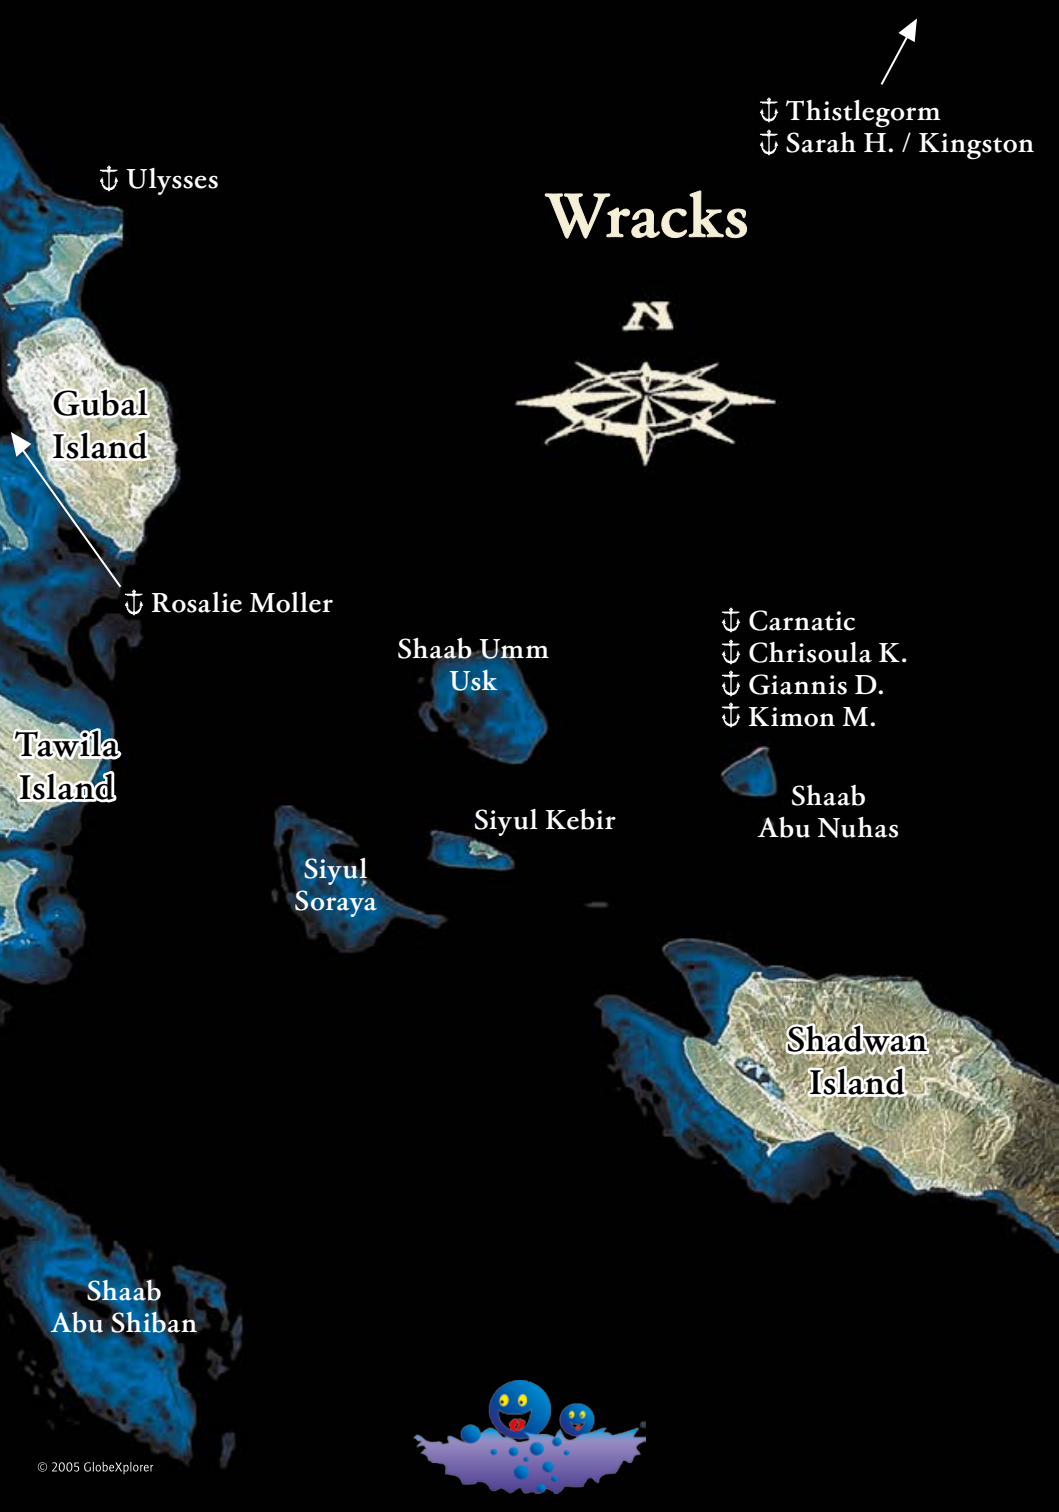 Thistlegorm
Sarah H. / Kingston
Ulysses
Wracks
N
Gubal
Island
Rosalie Moller
Carnatic
Chrisoula K.
Giannis D.
Kimon M.
Shaab Umm
Usk
Tawila
Island
Shaab
Abu Nuhas
Siyul Kebir
Siyul
Soraya
Shadwan
Island
Shaab
Abu Shiban
© 2005 GlobeXplorer